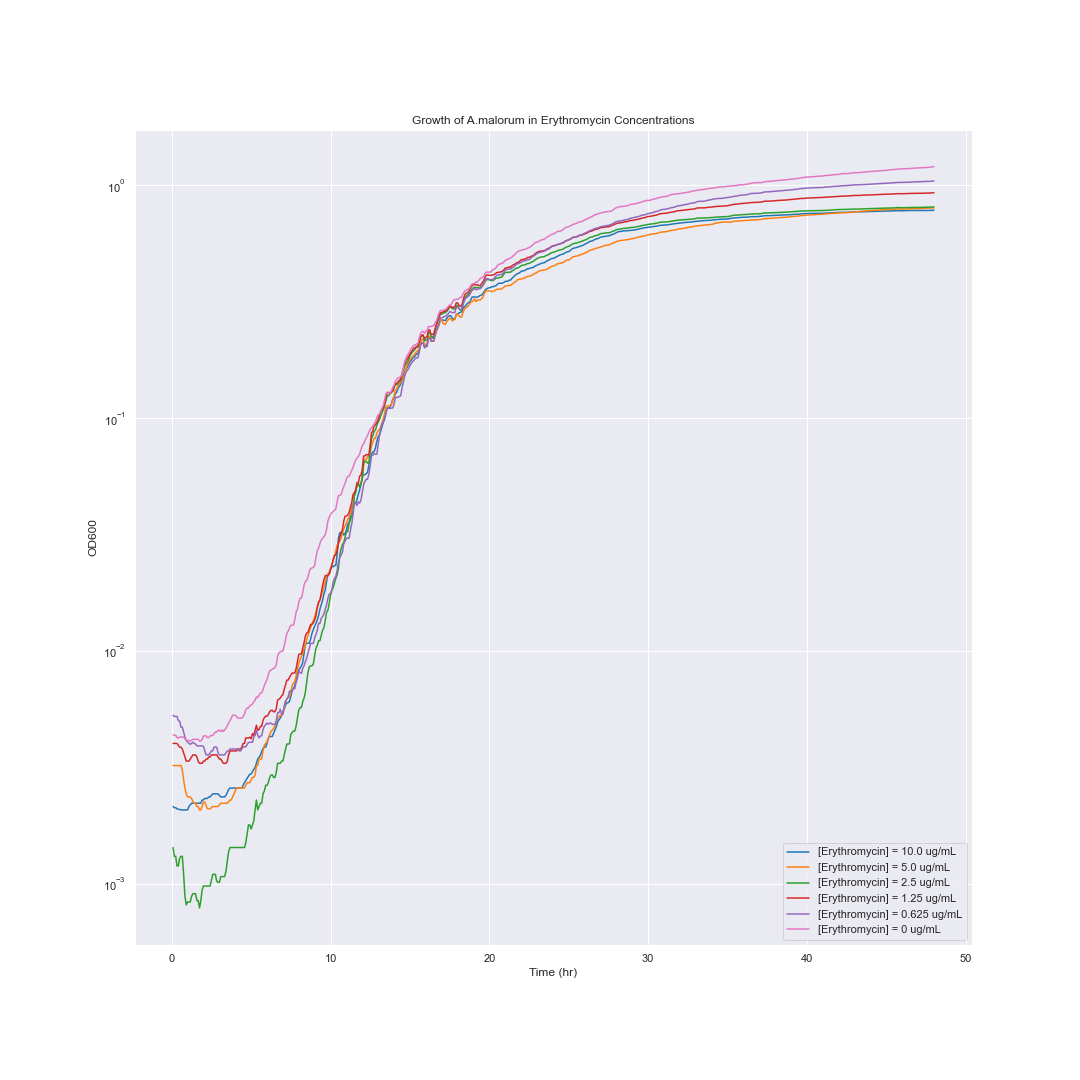 Growth of A.malorum in Erythromycin Concentrations
10⁰
10⁻¹
10⁻²
10⁻³
OD600
0 10 20 30 40 50
Time (hr)
[Erythromycin] = 10.0 ug/mL
[Erythromycin] = 5.0 ug/mL
[Erythromycin] = 2.5 ug/mL
[Erythromycin] = 1.25 ug/mL
[Erythromycin] = 0.625 ug/mL
[Erythromycin] = 0 ug/mL